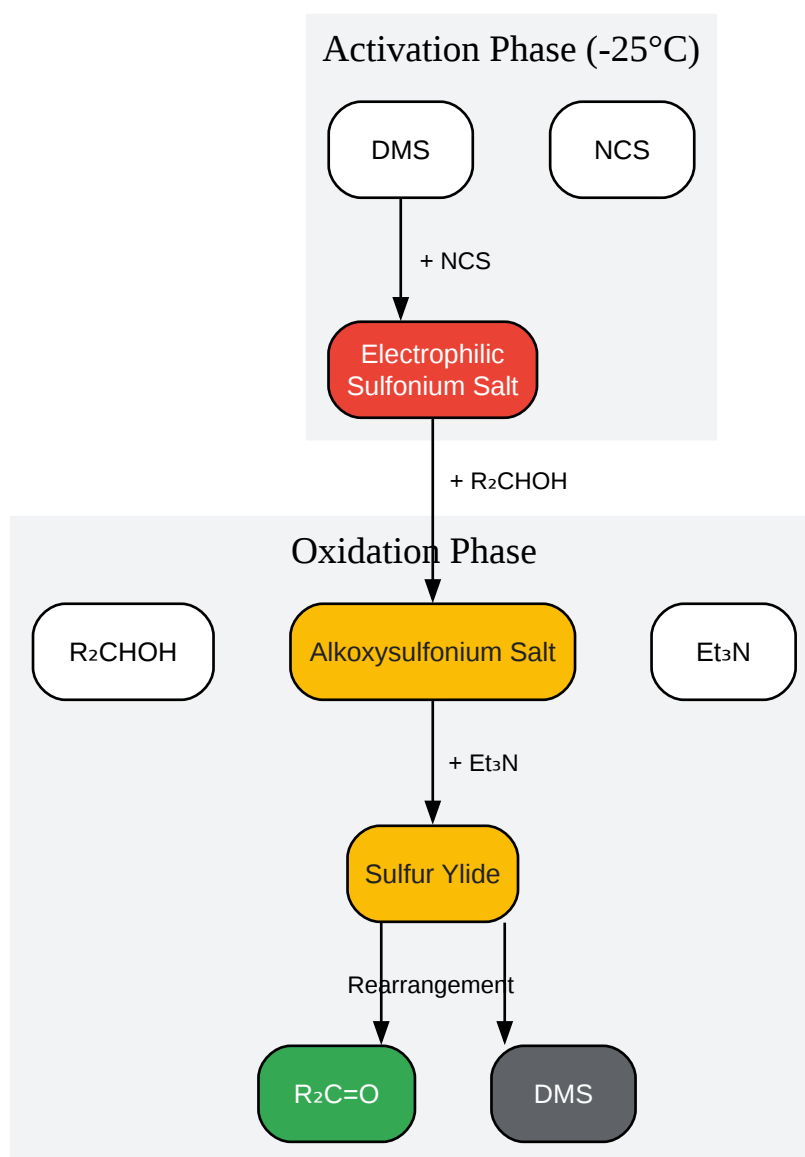 Activation Phase (-25°C)
DMS
NCS
+ NCS
Electrophilic
Sulfonium Salt
+ R₂CHOH
Oxidation Phase
R₂CHOH
Alkoxysulfonium Salt
Et₃N
+ Et₃N
Sulfur Ylide
Rearrangement
R₂C=O
DMS